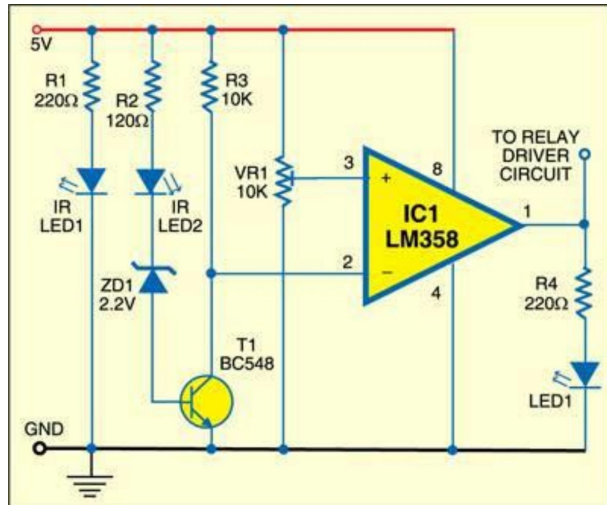 5V
R1
220Ω
R2
120Ω
R3
10K
IR
LED1
IR
LED2
VR1
10K
ZD1
2.2V
T1
BC548
3
+
2
–
8
IC1
LM358
4
1
TO RELAY
DRIVER
CIRCUIT
R4
220Ω
LED1
GND